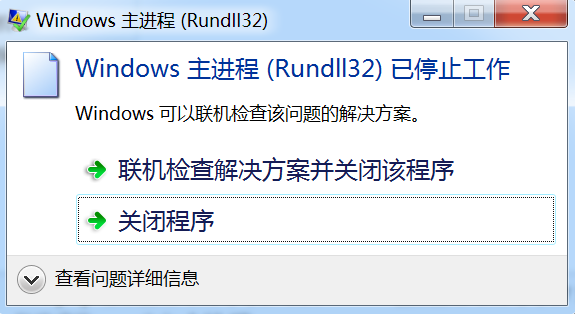 Windows 主进程 (Rundll32)
Windows 主进程 (Rundll32) 已停止工作
Windows 可以联机检查该问题的解决方案。
联机检查解决方案并关闭该程序
关闭程序
查看问题详细信息